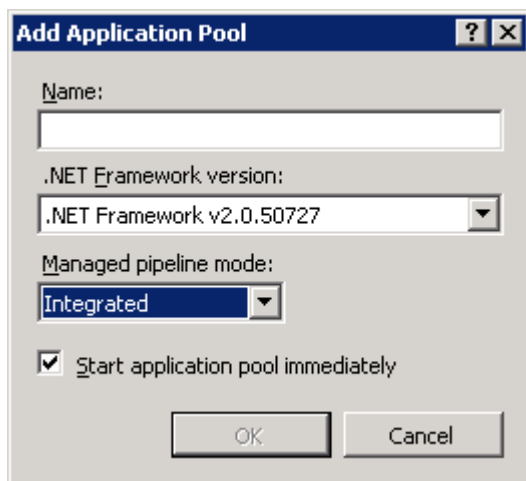 Add Application Pool
Name:
.NET Framework version:
.NET Framework v2.0.50727
Managed pipeline mode:
Integrated
Start application pool immediately
OK Cancel